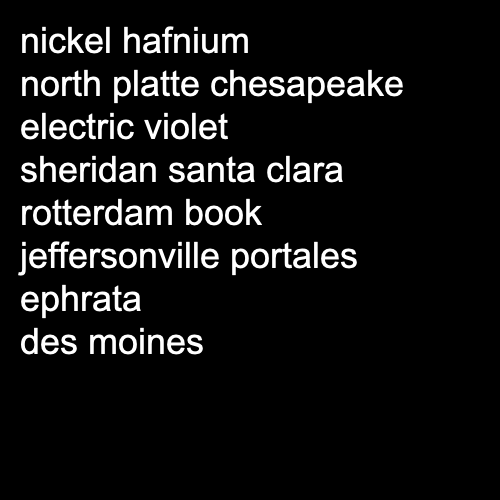 nickel hafnium
north platte chesapeake
electric violet
sheridan santa clara
rotterdam book
jeffersonville portales
ephrata
des moines